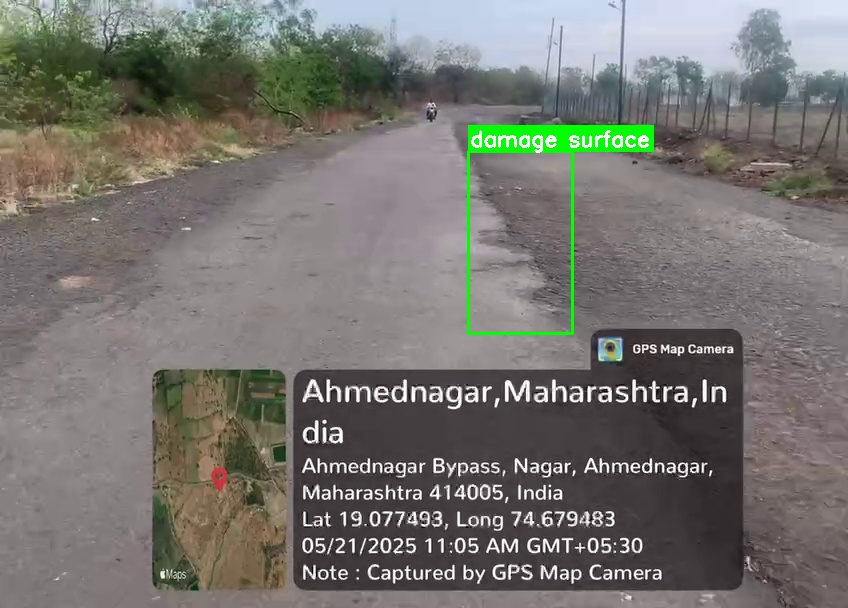 damage surface
GPS Map Camera
Ahmednagar,Maharashtra,In
dia
Ahmednagar Bypass, Nagar, Ahmednagar,
Maharashtra 414005, India
Lat 19.077493, Long 74.679483
05/21/2025 11:05 AM GMT+05:30
Note : Captured by GPS Map Camera
Maps